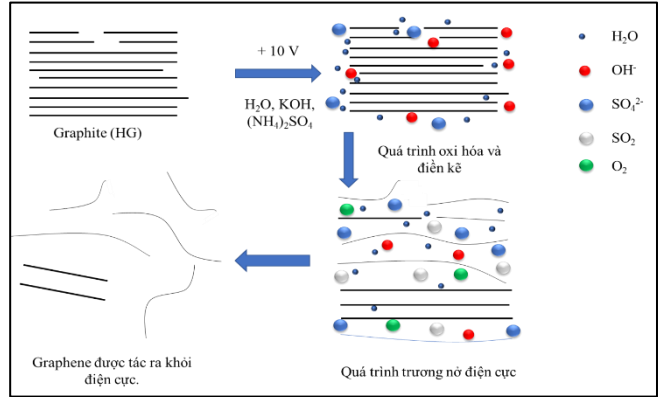 Graphite (HG)
+ 10 V
H₂O, KOH,
(NH₄)₂SO₄
Quá trình oxi hóa và
điền kẽ
H₂O
OH⁻
SO₄²⁻
SO₂
O₂
Graphene được tác ra khỏi
điện cực.
Quá trình trương nở điện cực